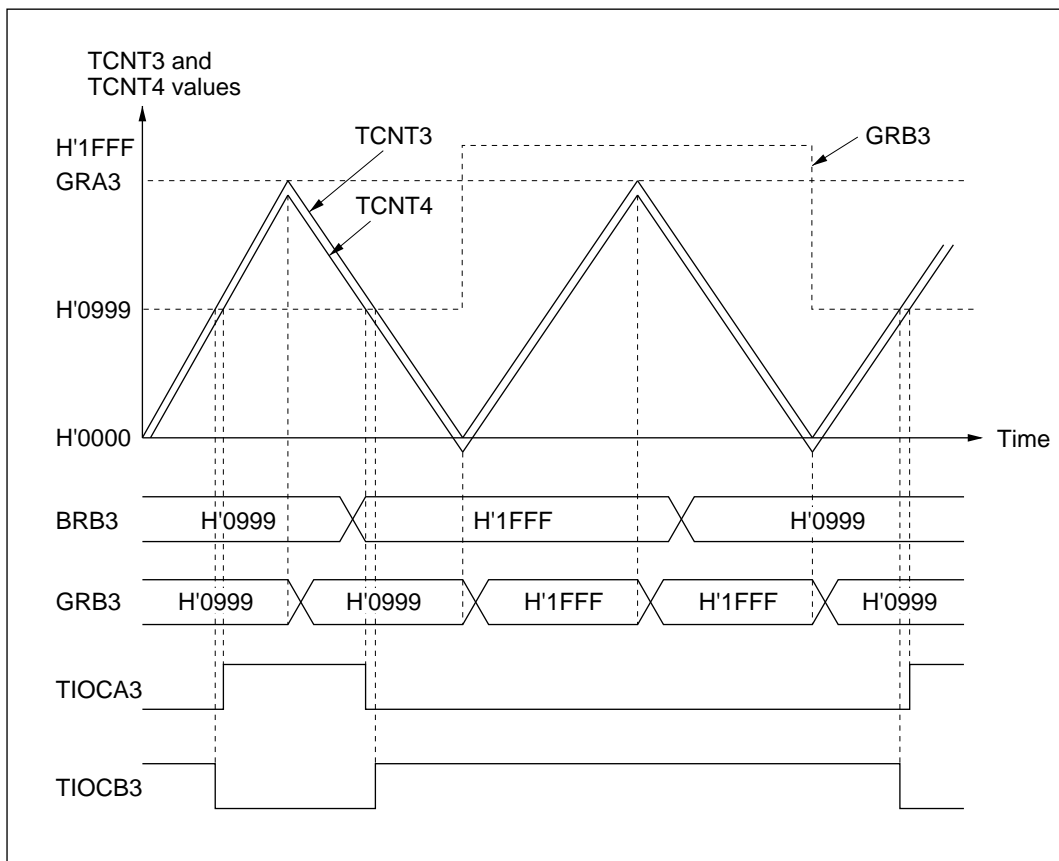 TCNT3 and
TCNT4 values
H'1FFF
GRA3
H'0999
H'0000
TCNT3
TCNT4
GRB3
Time
BRB3
H'0999
H'1FFF
H'0999
GRB3
H'0999
H'0999
H'1FFF
H'1FFF
H'0999
TIOCA3
TIOCB3